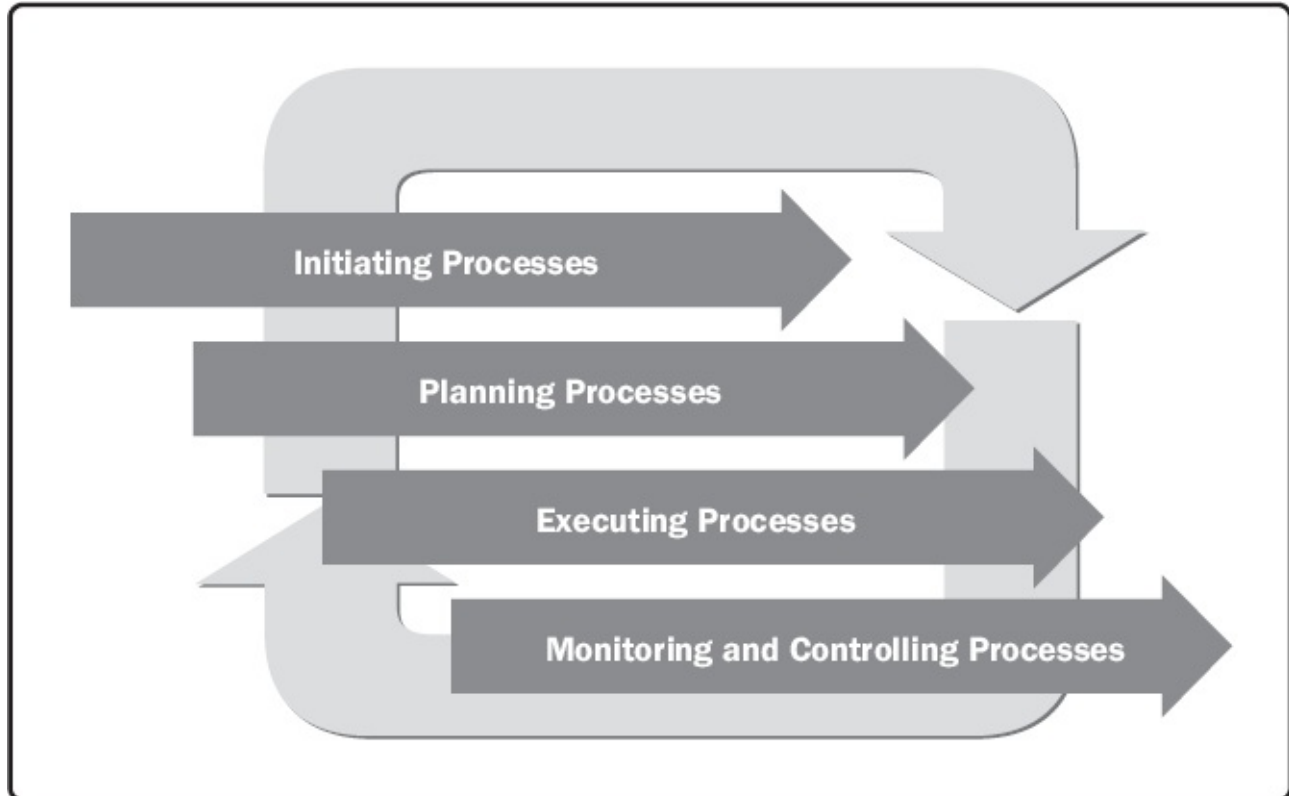 Initiating Processes
Planning Processes
Executing Processes
Monitoring and Controlling Processes